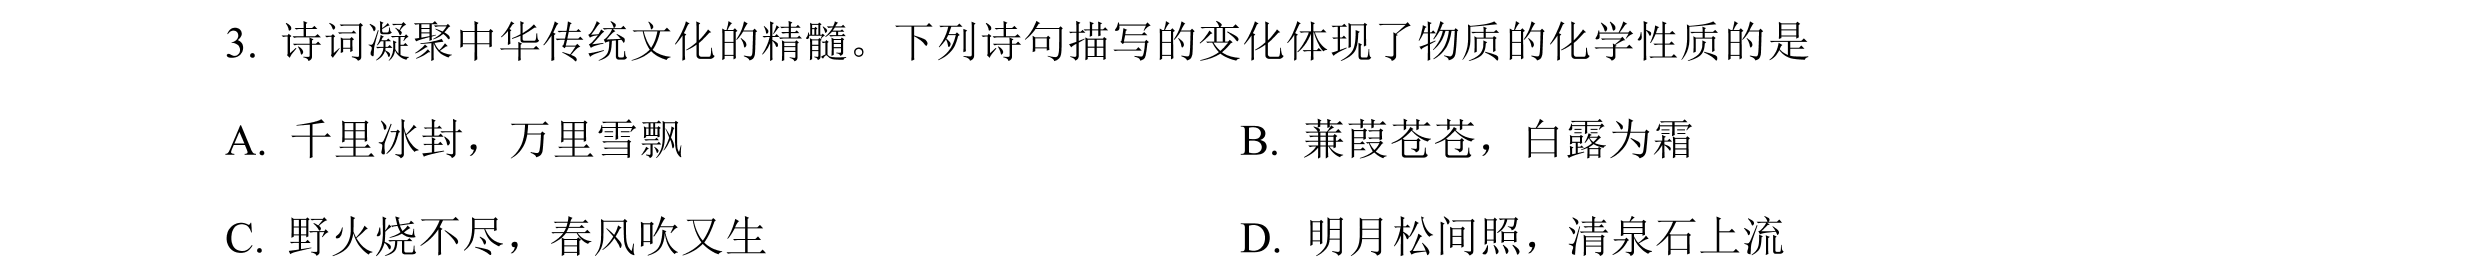 3. 诗词凝聚中华传统文化的精髓。下列诗句描写的变化体现了物质的化学性质的是
A. 千里冰封，万里雪飘 B. 蒹葭苍苍，白露为霜
C. 野火烧不尽，春风吹又生 D. 明月松间照，清泉石上流